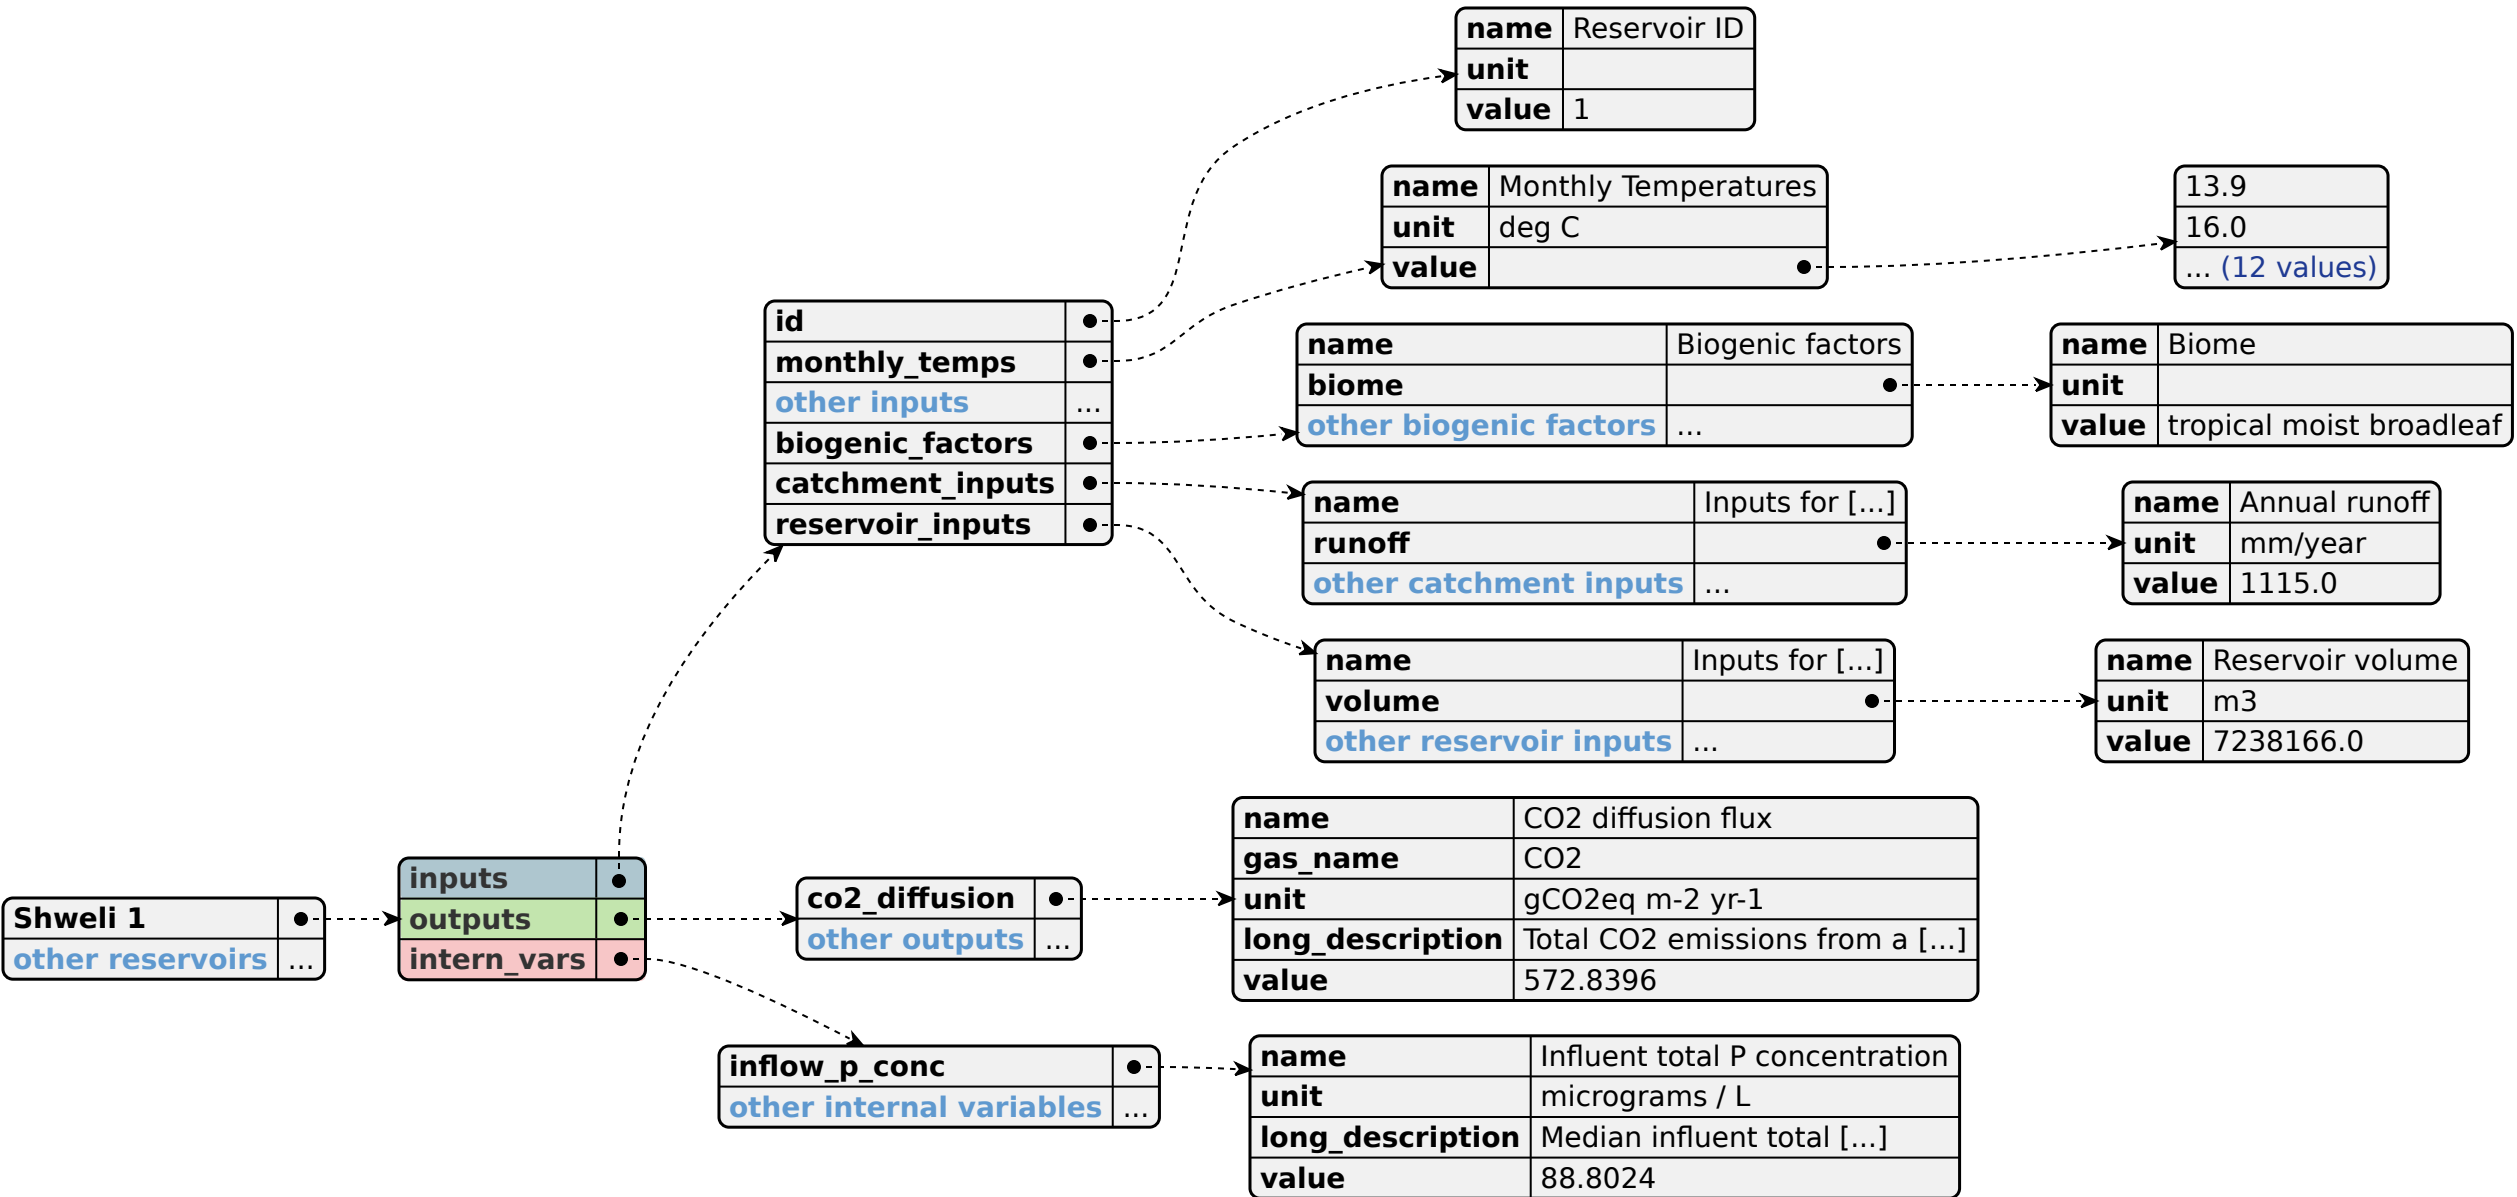 name Reservoir ID
unit
value 1
name Monthly Temperatures
unit deg C
value
13.9
16.0
... (12 values)
id
monthly_temps
other inputs ...
biogenic_factors
catchment_inputs
reservoir_inputs
name Biogenic factors
biome
other biogenic factors ...
name Biome
unit
value tropical moist broadleaf
name Inputs for [...]
runoff
other catchment inputs ...
name Annual runoff
unit mm/year
value 1115.0
name Inputs for [...]
volume
other reservoir inputs ...
name Reservoir volume
unit m3
value 7238166.0
Shweli 1
other reservoirs ...
inputs
outputs
intern_vars
co2_diffusion
other outputs ...
name CO2 diffusion flux
gas_name CO2
unit gCO2eq m-2 yr-1
long_description Total CO2 emissions from a [...]
value 572.8396
inflow_p_conc
other internal variables ...
name Influent total P concentration
unit micrograms / L
long_description Median influent total [...]
value 88.8024